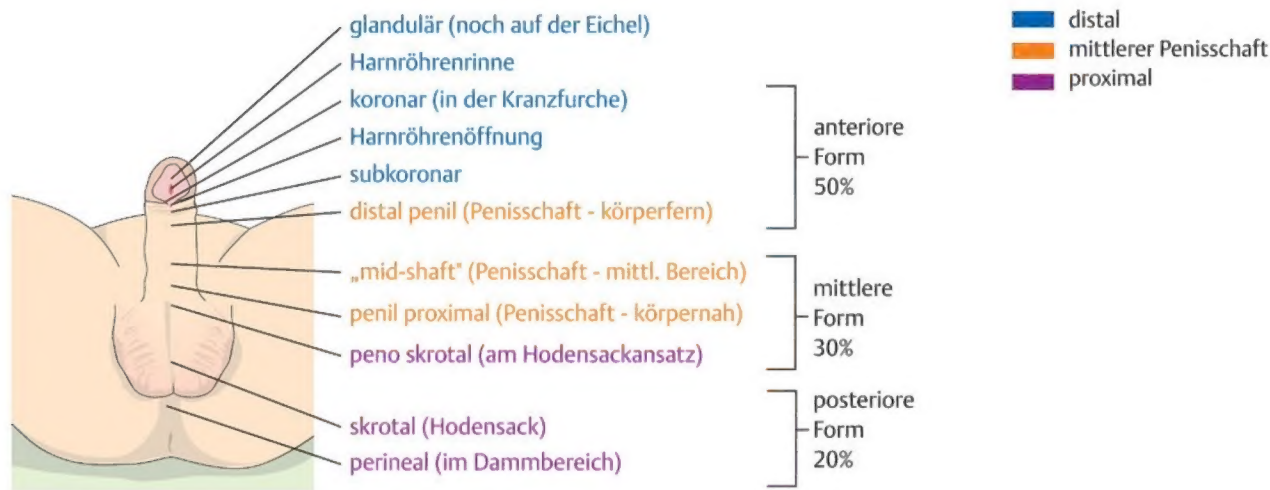 glandulär (noch auf der Eichel)
Harnröhrenrinne
koronar (in der Kranzfurche)
Harnröhrenöffnung
subkoronar
distal penil (Penisschaft - körperfern)
„mid-shaft" (Penisschaft - mittl. Bereich)
penil proximal (Penisschaft - körpernah)
peno skrotal (am Hodensackansatz)
skrotal (Hodensack)
perineal (im Dammbereich)
anteriore
Form
50%
mittlere
Form
30%
posteriore
Form
20%
distal
mittlerer Penisschaft
proximal